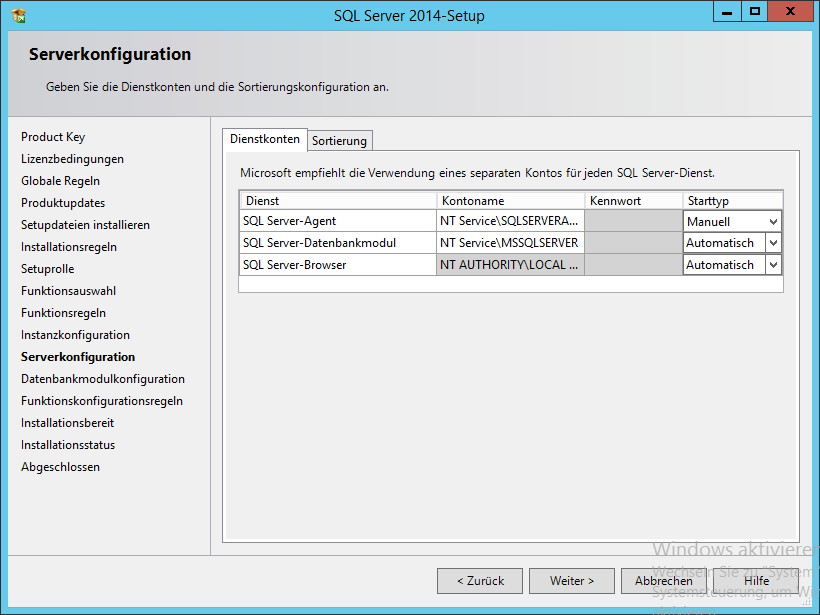 SQL Server 2014-Setup
Serverkonfiguration
Geben Sie die Dienstkonten und die Sortierungskonfiguration an.
Product Key
Lizenzbedingungen
Globale Regeln
Produktupdates
Setupdateien installieren
Installationsregeln
Setuprolle
Funktionsauswahl
Funktionsregeln
Instanzkonfiguration
Serverkonfiguration
Datenbankmodulkonfiguration
Funktionskonfigurationsregeln
Installationsbereit
Installationsstatus
Abgeschlossen
Dienstkonten Sortierung
Microsoft empfiehlt die Verwendung eines separaten Kontos für jeden SQL Server-Dienst.
Dienst Kontoname Kennwort Starttyp
SQL Server-Agent NT Service\SQLSERVERA... Manuell
SQL Server-Datenbankmodul NT Service\MSSQLSERVER Automatisch
SQL Server-Browser NT AUTHORITY\LOCAL ... Automatisch
Windows aktivieren
Wechseln Sie zu "System
Systemsteuerung, um W
< Zurück Weiter > Abbrechen Hilfe